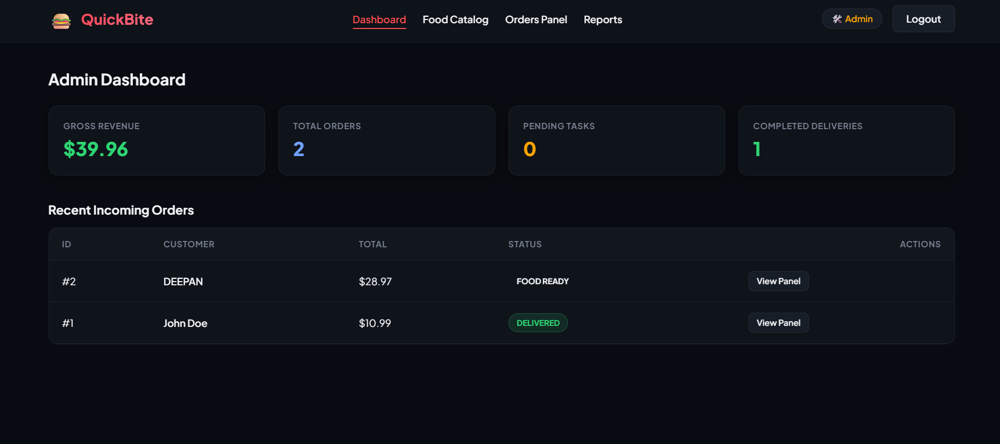 QuickBite
Dashboard Food Catalog Orders Panel Reports
Admin
Logout
Admin Dashboard
GROSS REVENUE
$39.96
TOTAL ORDERS
2
PENDING TASKS
0
COMPLETED DELIVERIES
1
Recent Incoming Orders
ID CUSTOMER TOTAL STATUS ACTIONS
#2 DEEPAN $28.97 FOOD READY View Panel
#1 John Doe $10.99 DELIVERED View Panel